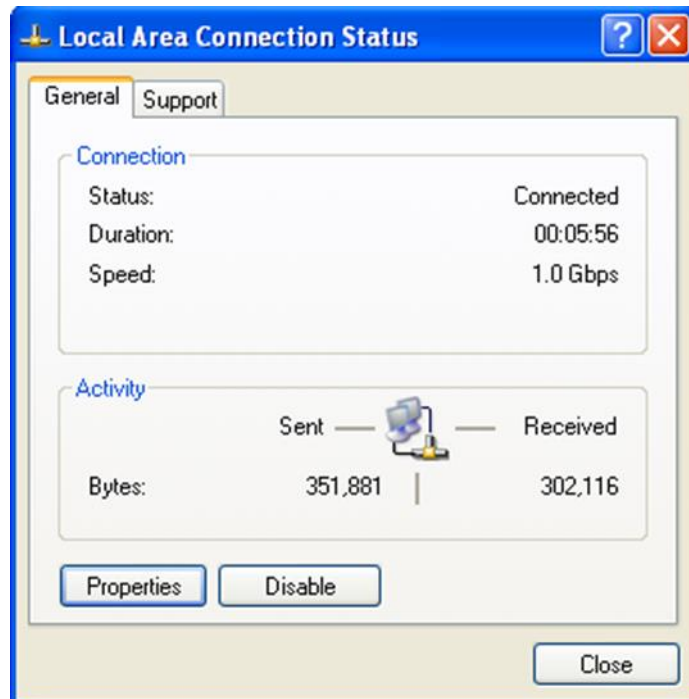 Local Area Connection Status
General Support
Connection
Status: Connected
Duration: 00:05:56
Speed: 1.0 Gbps
Activity
Sent Received
Bytes: 351,881 302,116
Properties Disable
Close